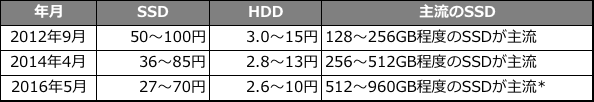 年月 SSD HDD 主流のSSD
2012年9月 50～100円 3.0～15円 128～256GB程度のSSDが主流
2014年4月 36～85円 2.8～13円 256～512GB程度のSSDが主流
2016年5月 27～70円 2.6～10円 512～960GB程度のSSDが主流*